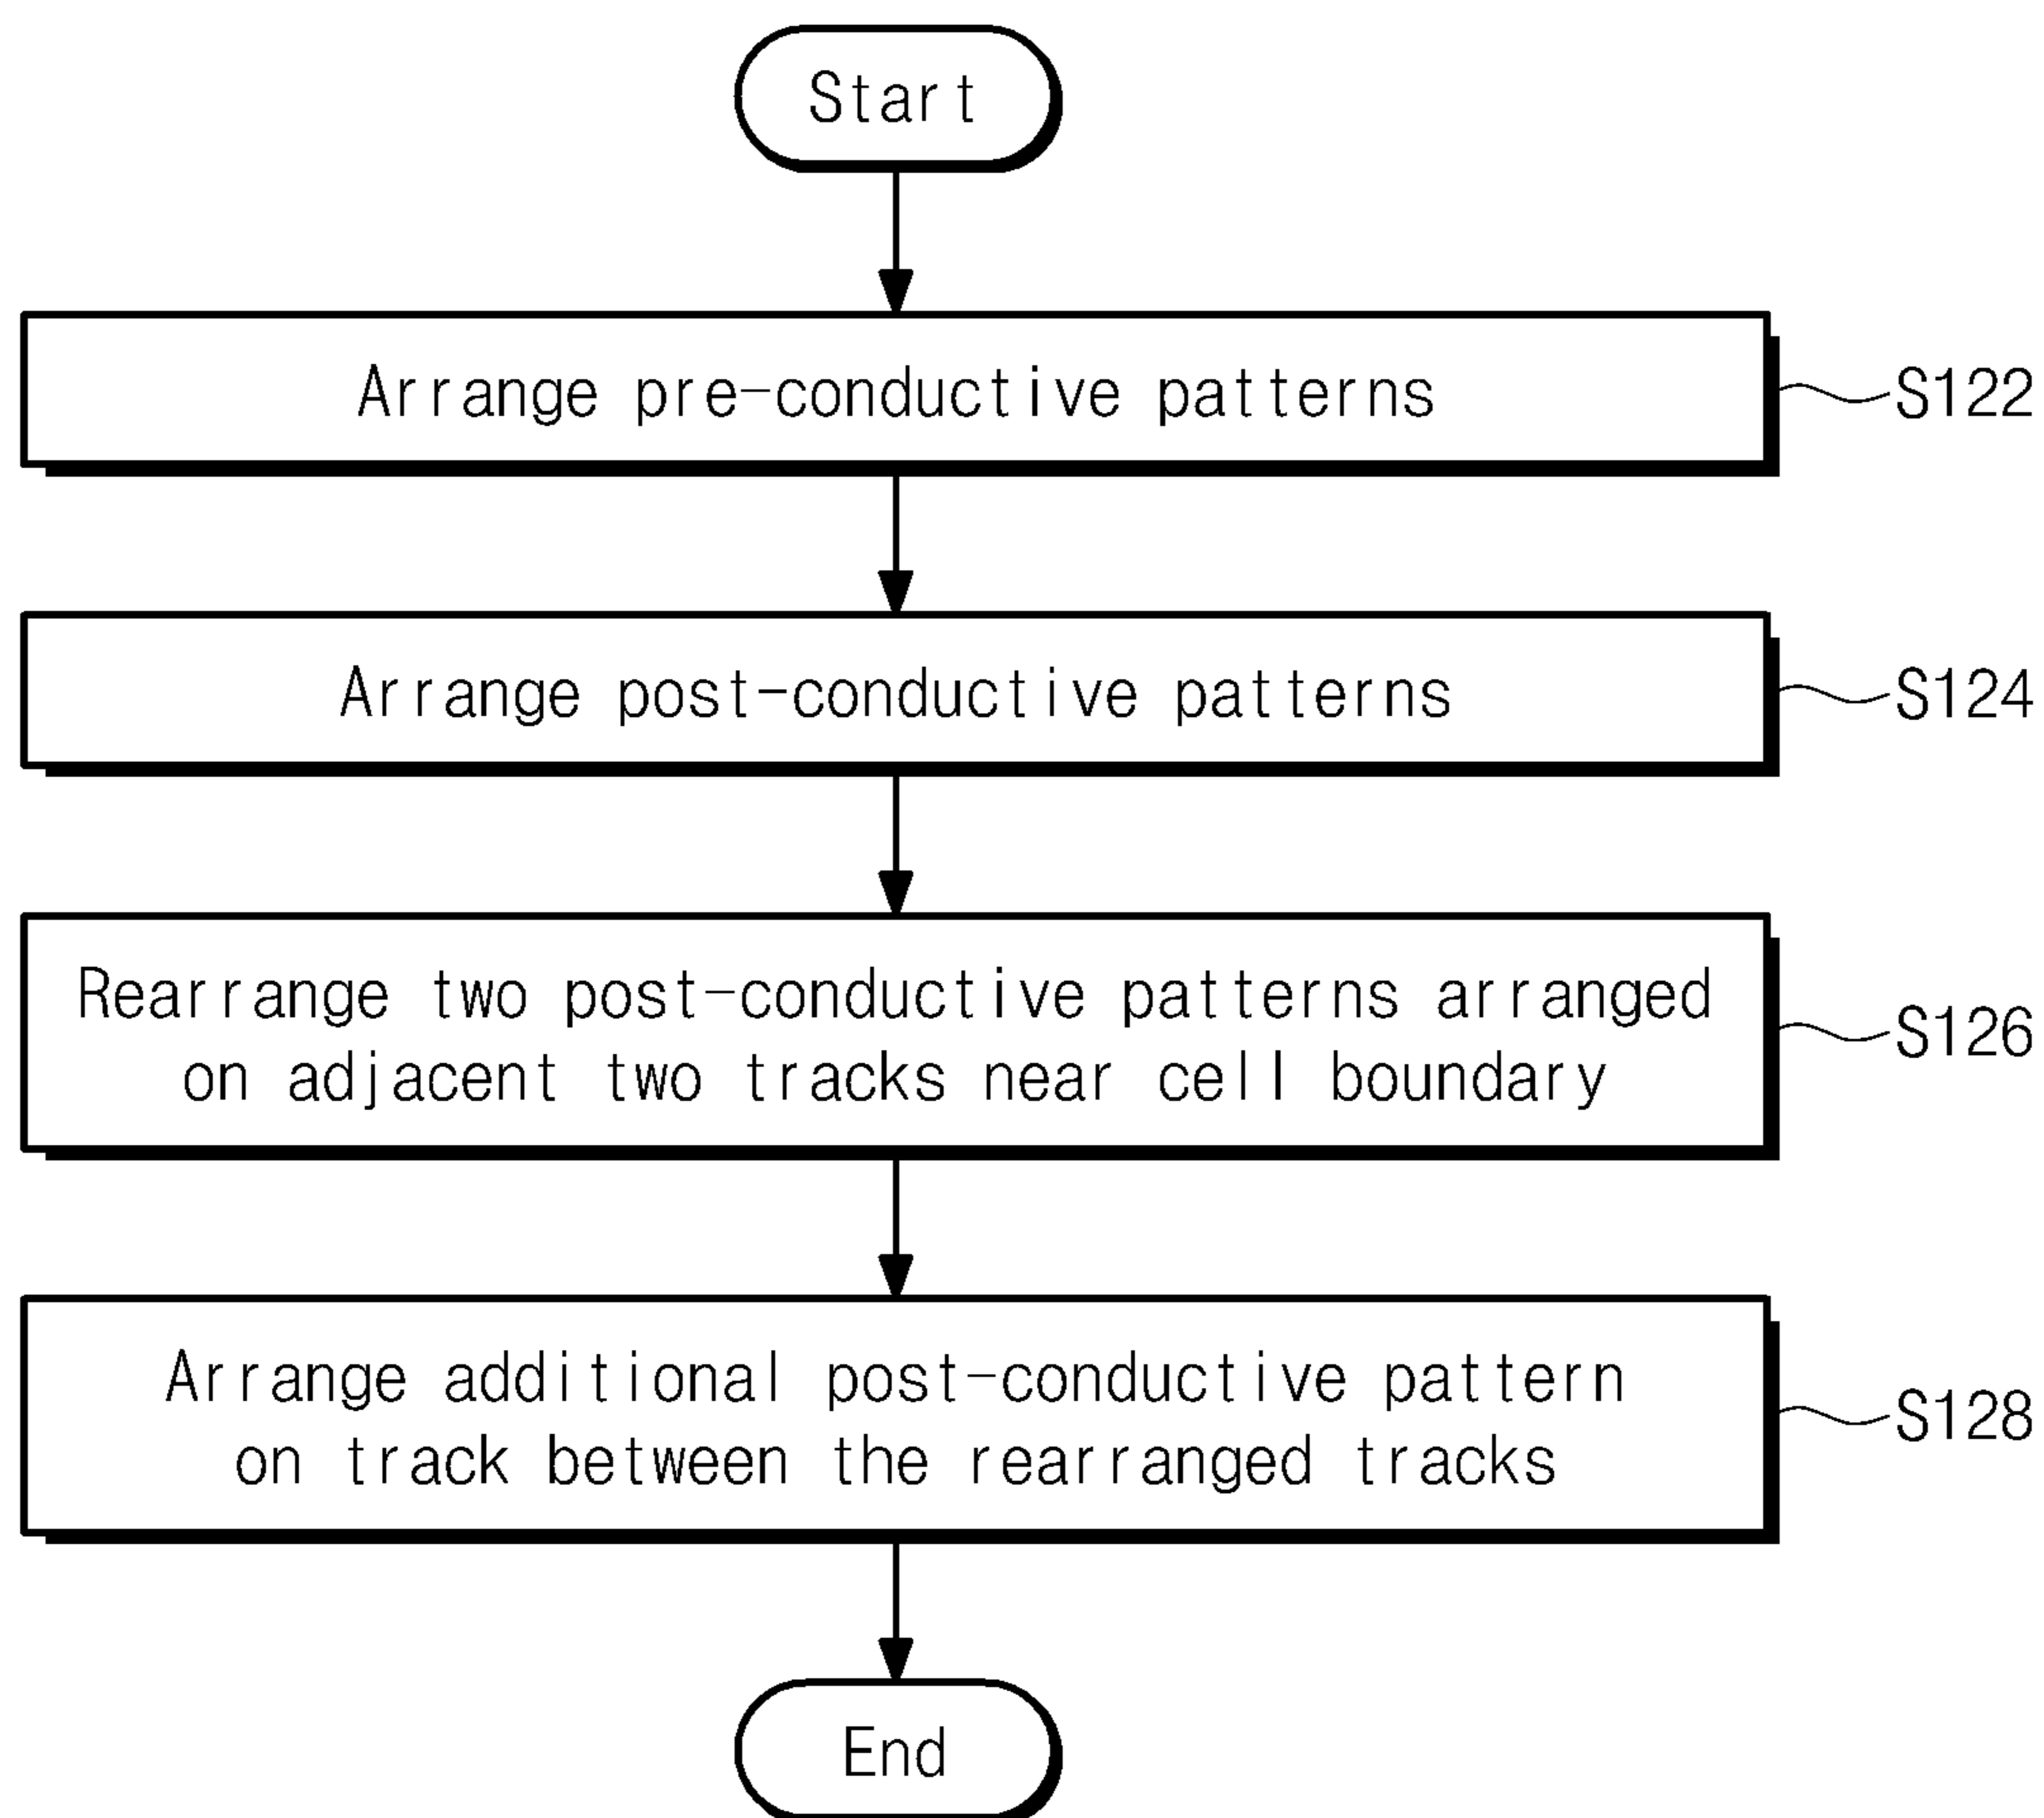 Start
Arrange pre-conductive patterns
S122
Arrange post-conductive patterns
S124
Rearrange two post-conductive patterns arranged
on adjacent two tracks near cell boundary
S126
Arrange additional post-conductive pattern
on track between the rearranged tracks
S128
End